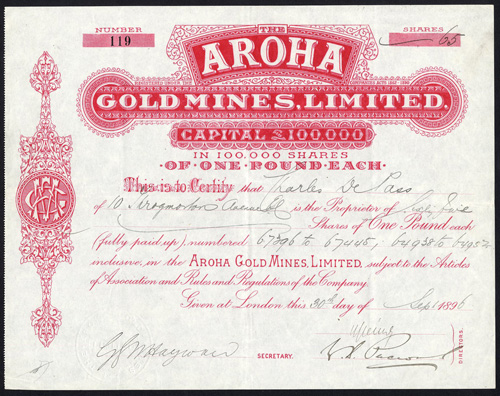 NUMBER
119
SHARES
65
THE
AROHA
GOLD MINES, LIMITED.
CAPITAL £100,000
IN 100,000 SHARES
OF ONE POUND EACH.
This is to Certify that Charles De Pass
of 10 Throgmorton Avenue is the Proprietor of Sixty five
Shares of One Pound each
(fully paid up), numbered 67396 to 67445, 64938 to 64952
inclusive, in the AROHA GOLD MINES, LIMITED, subject to the Articles
of Association and Rules and Regulations of the Company.
Given at London this 30th day of Sep 1896
SECRETARY.
DIRECTORS.